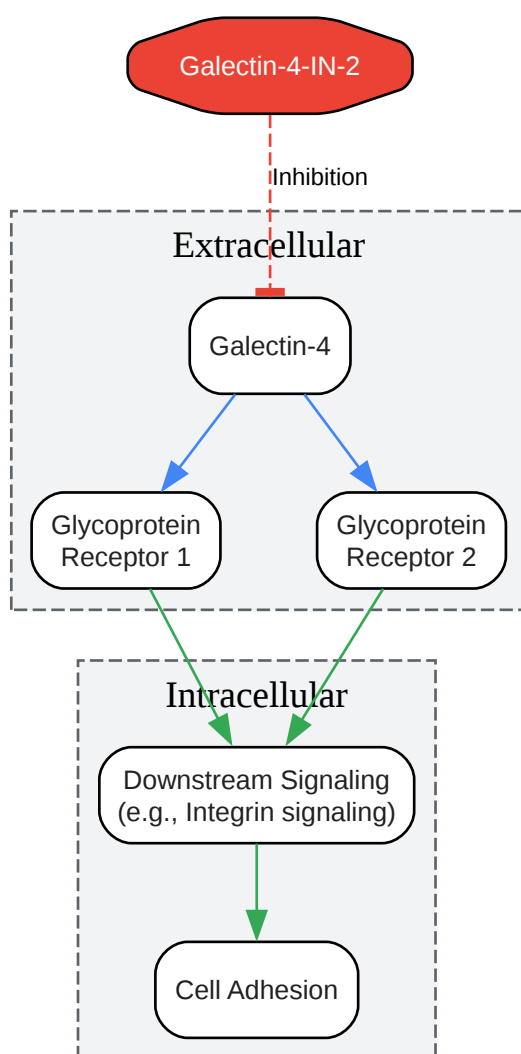 Galectin-4-IN-2
Inhibition
Extracellular
Galectin-4
Glycoprotein
Receptor 1
Glycoprotein
Receptor 2
Intracellular
Downstream Signaling
(e.g., Integrin signaling)
Cell Adhesion